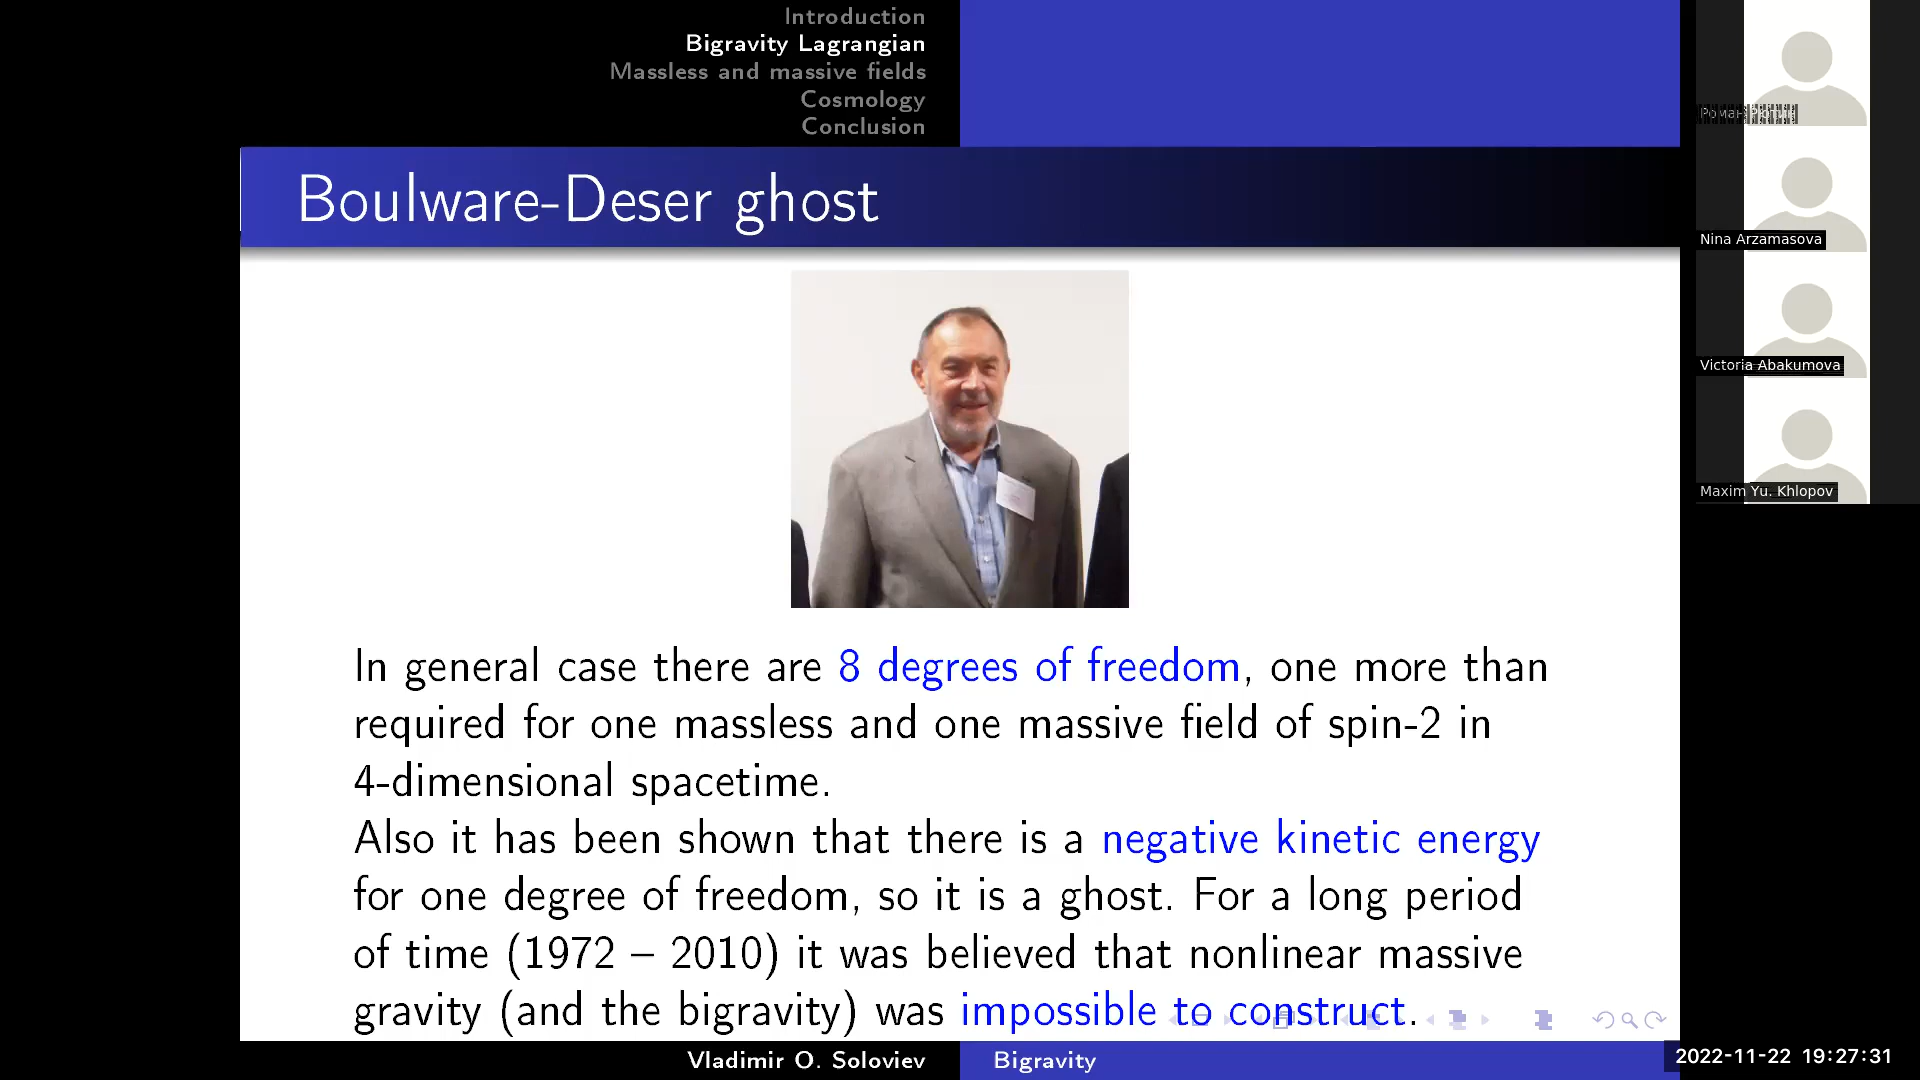 Introduction
Bigravity Lagrangian
Massless and massive fields
Cosmology
Conclusion
Boulware-Deser ghost
In general case there are 8 degrees of freedom, one more than
required for one massless and one massive field of spin-2 in
4-dimensional spacetime.
Also it has been shown that there is a negative kinetic energy
for one degree of freedom, so it is a ghost. For a long period
of time (1972 – 2010) it was believed that nonlinear massive
gravity (and the bigravity) was impossible to construct.
Vladimir O. Soloviev
Bigravity
Nina Arzamasova
Victoria Abakumova
Maxim Yu. Khlopov
2022-11-22 19:27:31